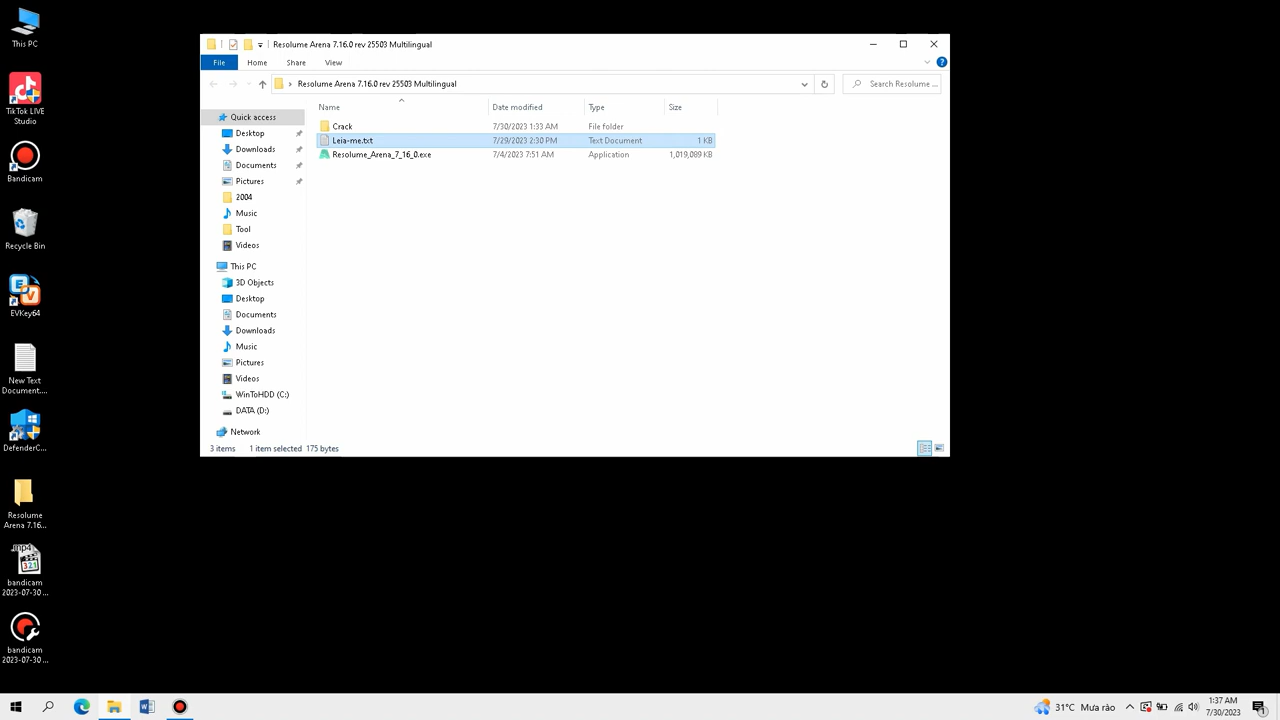 This PC
TikTok LIVE
Studio
Bandicam
Recycle Bin
EVKey64
New Text
Document....
DefenderC...
Resolume
Arena 7.16...
.mp4
321
bandicam
2023-07-30 ...
bandicam
2023-07-30 ...
Resolume Arena 7.16.0 rev 25503 Multilingual
File
Home
Share
View
Resolume Arena 7.16.0 rev 25503 Multilingual
Search Resolume ...
Name
Date modified
Type
Size
Crack
7/30/2023 1:33 AM
File folder
Leia-me.txt
7/29/2023 2:30 PM
Text Document
1 KB
Resolume_Arena_7_16_0.exe
7/4/2023 7:51 AM
Application
1,019,089 KB
Quick access
Desktop
Downloads
Documents
Pictures
2004
Music
Tool
Videos
This PC
3D Objects
Desktop
Documents
Downloads
Music
Pictures
Videos
WinToHDD (C:)
DATA (D:)
Network
3 items
1 item selected
175 bytes
31°C
Mưa rào
1:37 AM
7/30/2023
1